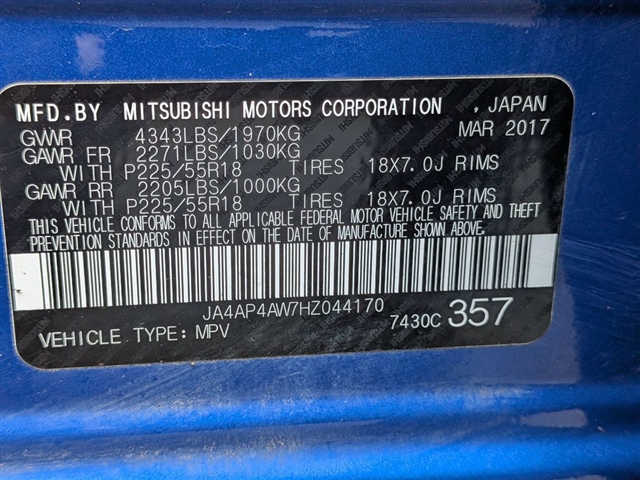 MFD.BY MITSUBISHI MOTORS CORPORATION , JAPAN
GVWR 4343LBS/1970KG MAR 2017
GAWR FR 2271LBS/1030KG
WITH P225/55R18 TIRES 18X7.0J RIMS
GAWR RR 2205LBS/1000KG
WITH P225/55R18 TIRES 18X7.0J RIMS
THIS VEHICLE CONFORMS TO ALL APPLICABLE FEDERAL MOTOR VEHICLE SAFETY AND THEFT
PREVENTION STANDARDS IN EFFECT ON THE DATE OF MANUFACTURE SHOWN ABOVE.
JA4AP4AW7HZ044170
VEHICLE TYPE: MPV 7430C 357